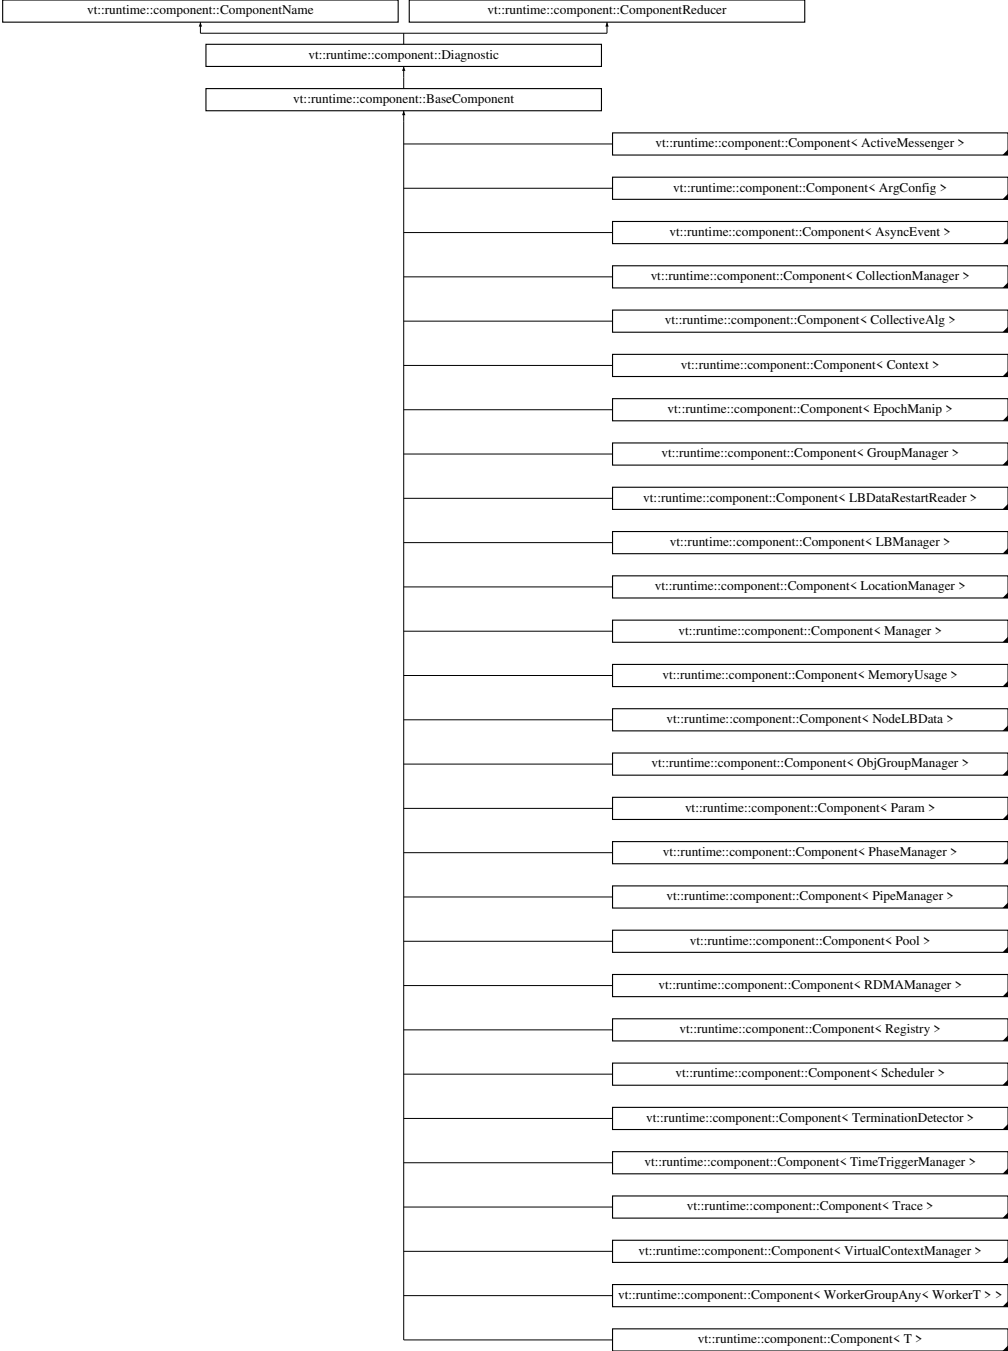 vt::runtime::component::ComponentName
vt::runtime::component::ComponentReducer
vt::runtime::component::Diagnostic
vt::runtime::component::BaseComponent
vt::runtime::component::Component< ActiveMessenger >
vt::runtime::component::Component< ArgConfig >
vt::runtime::component::Component< AsyncEvent >
vt::runtime::component::Component< CollectionManager >
vt::runtime::component::Component< CollectiveAlg >
vt::runtime::component::Component< Context >
vt::runtime::component::Component< EpochManip >
vt::runtime::component::Component< GroupManager >
vt::runtime::component::Component< LBDataRestartReader >
vt::runtime::component::Component< LBManager >
vt::runtime::component::Component< LocationManager >
vt::runtime::component::Component< Manager >
vt::runtime::component::Component< MemoryUsage >
vt::runtime::component::Component< NodeLBData >
vt::runtime::component::Component< ObjGroupManager >
vt::runtime::component::Component< Param >
vt::runtime::component::Component< PhaseManager >
vt::runtime::component::Component< PipeManager >
vt::runtime::component::Component< Pool >
vt::runtime::component::Component< RDMAManager >
vt::runtime::component::Component< Registry >
vt::runtime::component::Component< Scheduler >
vt::runtime::component::Component< TerminationDetector >
vt::runtime::component::Component< TimeTriggerManager >
vt::runtime::component::Component< Trace >
vt::runtime::component::Component< VirtualContextManager >
vt::runtime::component::Component< WorkerGroupAny< WorkerT > >
vt::runtime::component::Component< T >